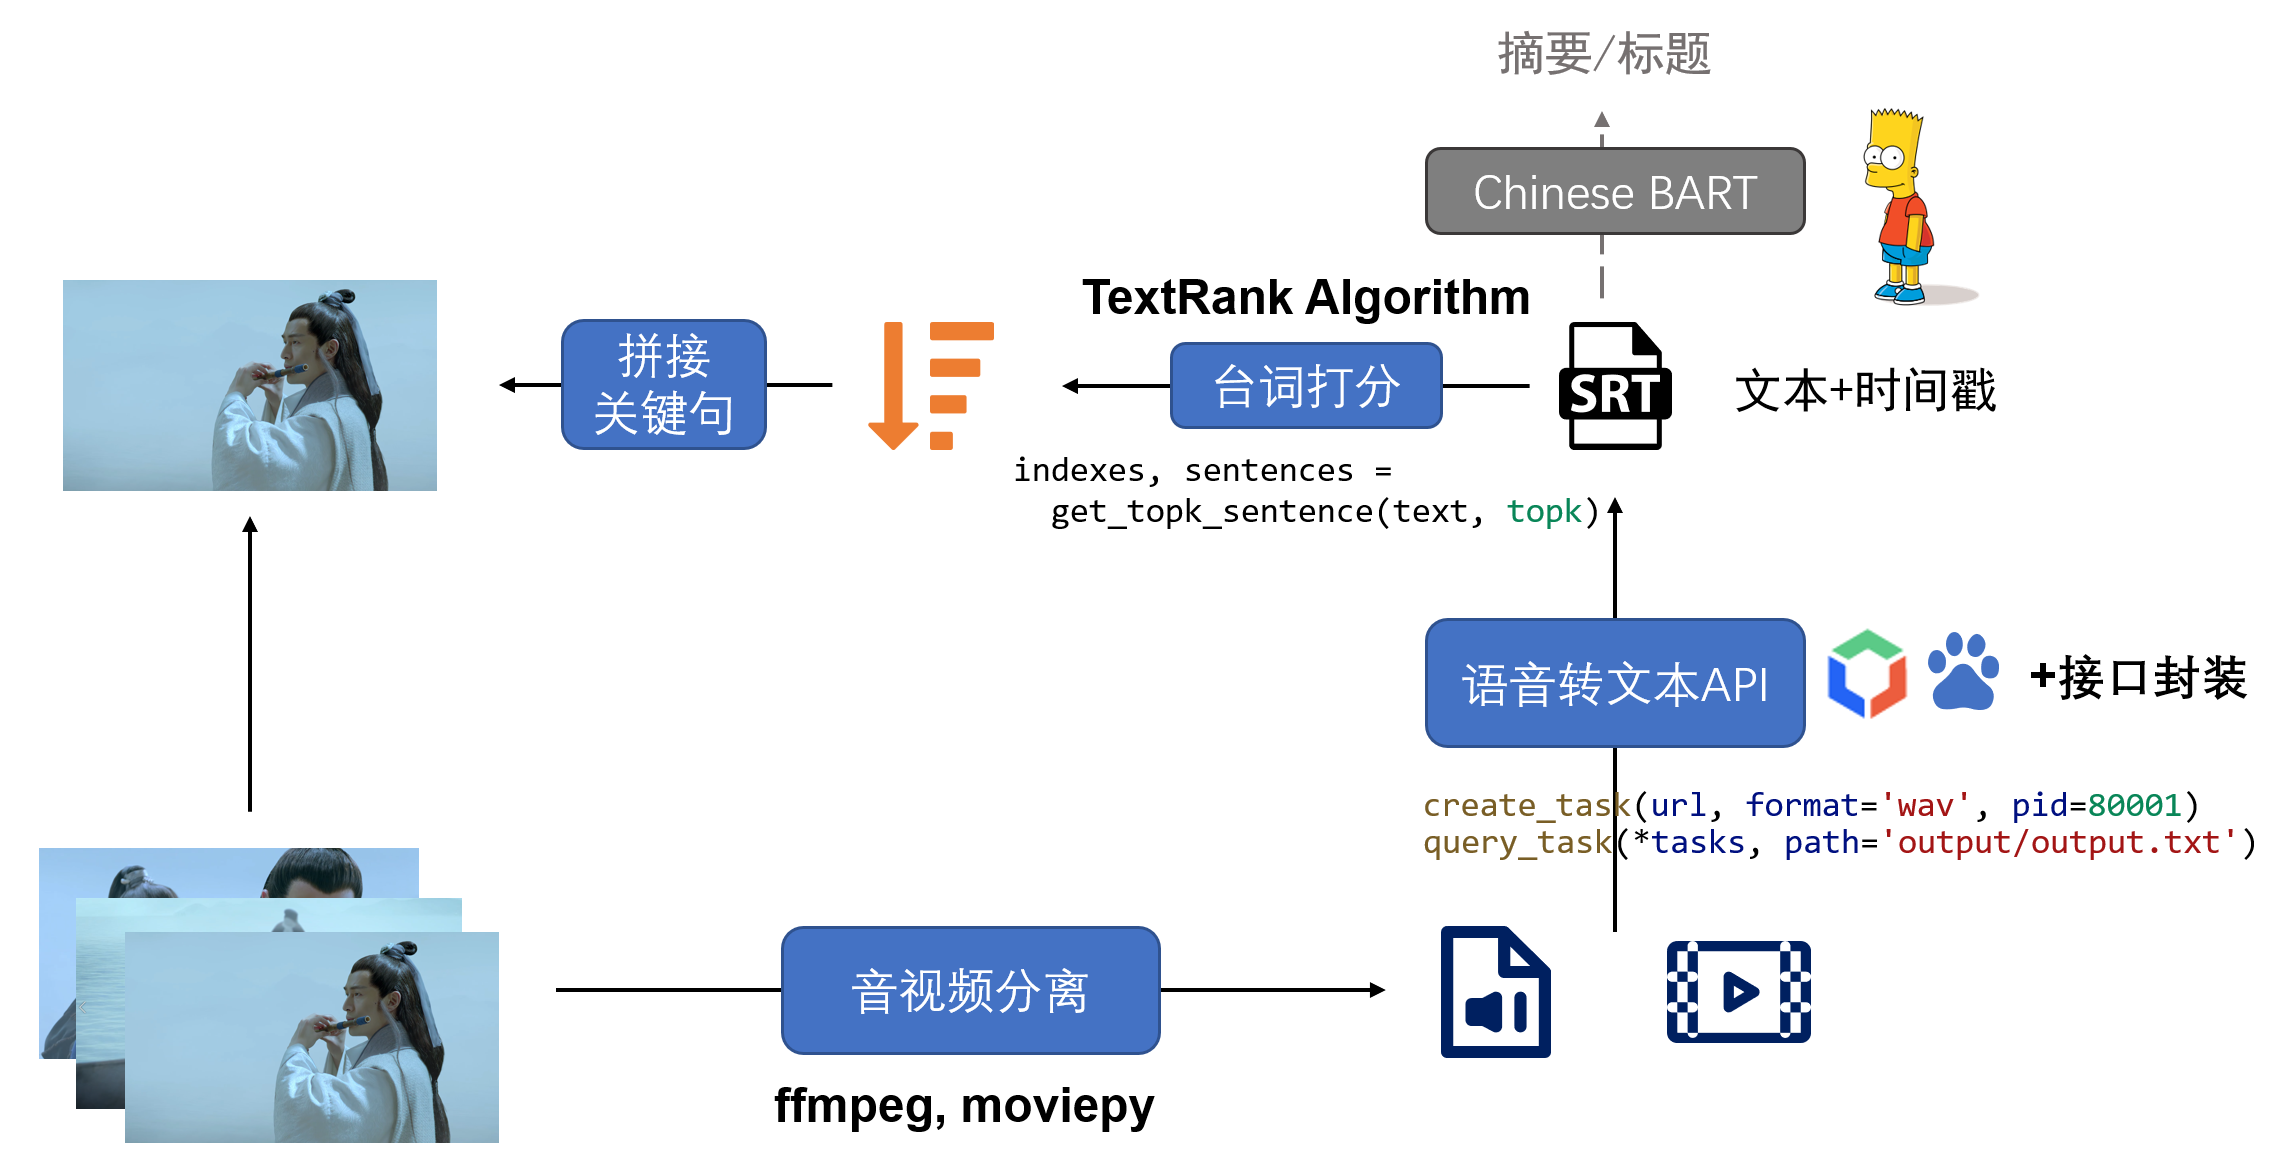 摘要/标题
Chinese BART
TextRank Algorithm
拼接
关键句
台词打分
SRT
文本+时间戳
indexes, sentences =
get_topk_sentence(text, topk)
语音转文本API
+接口封装
create_task(url, format='wav', pid=80001)
query_task(*tasks, path='output/output.txt')
音视频分离
ffmpeg, moviepy